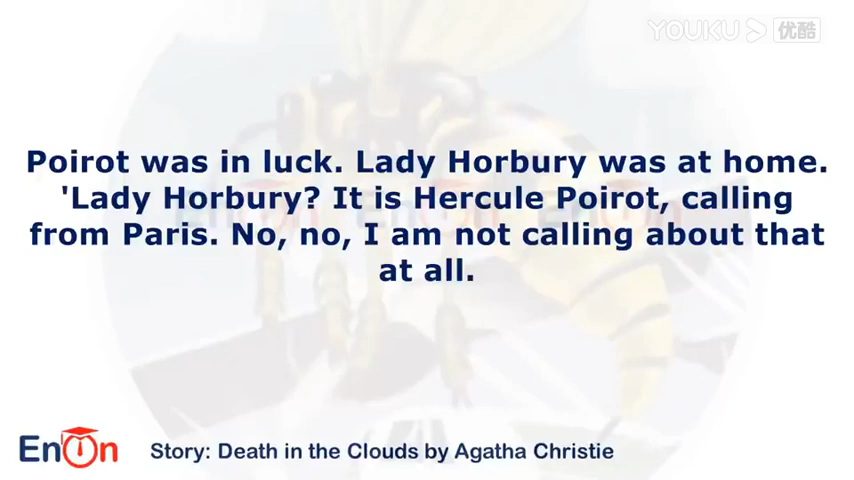 YOUKU 优酷
Poirot was in luck. Lady Horbury was at home.
'Lady Horbury? It is Hercule Poirot, calling
from Paris. No, no, I am not calling about that
at all.
EnOn Story: Death in the Clouds by Agatha Christie